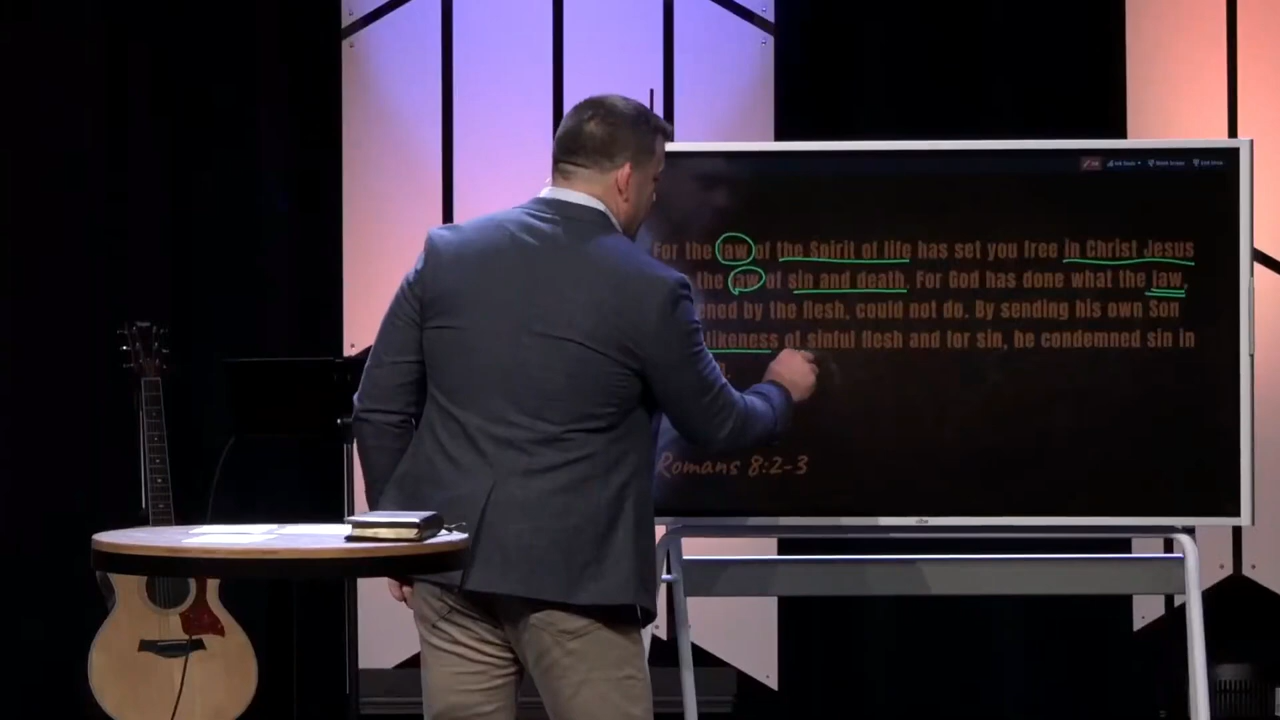 For the law of the Spirit of life has set you free in Christ Jesus
the law of sin and death. For God has done what the law,
ened by the flesh, could not do. By sending his own Son
likeness of sinful flesh and for sin, he condemned sin in
Romans 8:2-3